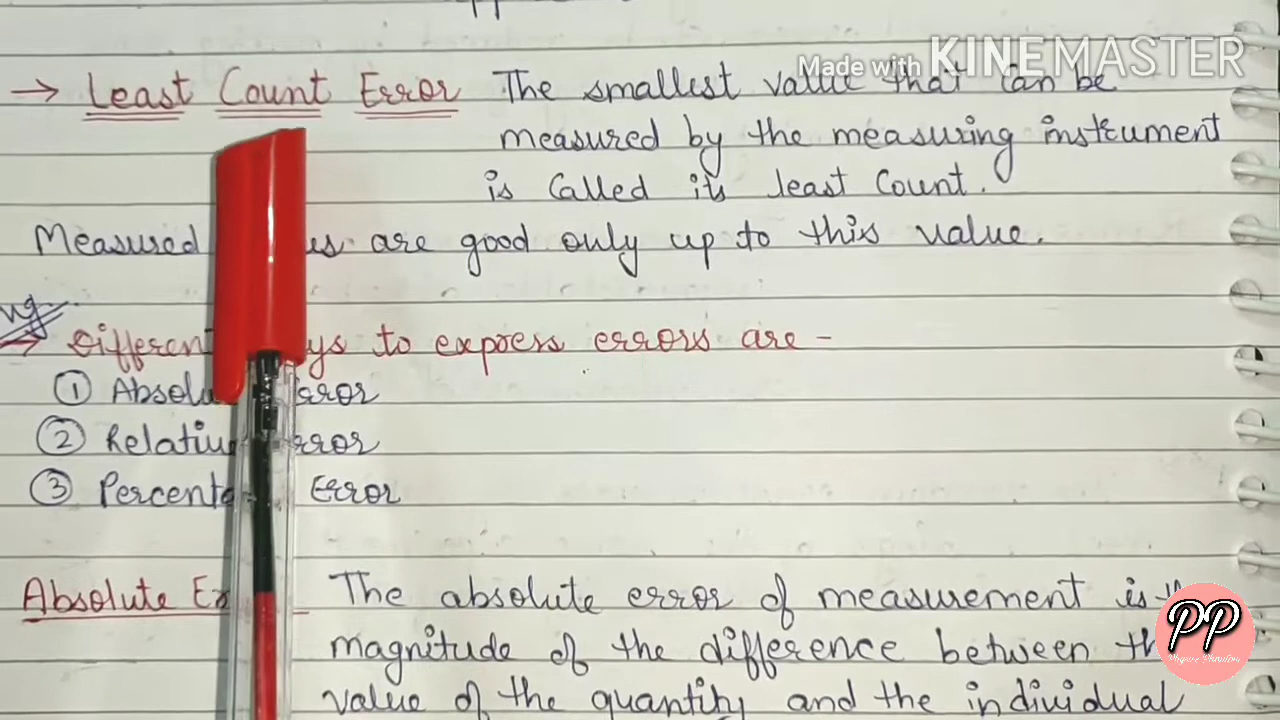 Made with KINEMASTER
→ Least Count Error The smallest value that can be
measured by the measuring instrument
is called its least count.
Measured are good only up to this value.
→ ways to express errors are -
① Error
② Error
③ Error
Absolute The absolute error of measurement is
magnitude of the difference between
value of the quantity and the individual
PP